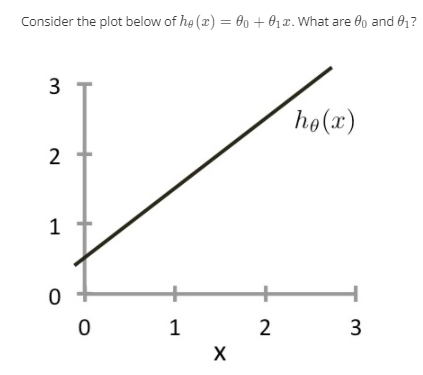 Consider the plot below of hθ(x) = θ₀ + θ₁x. What are θ₀ and θ₁?
3
hθ(x)
2
1
0
0 1 2 3
x